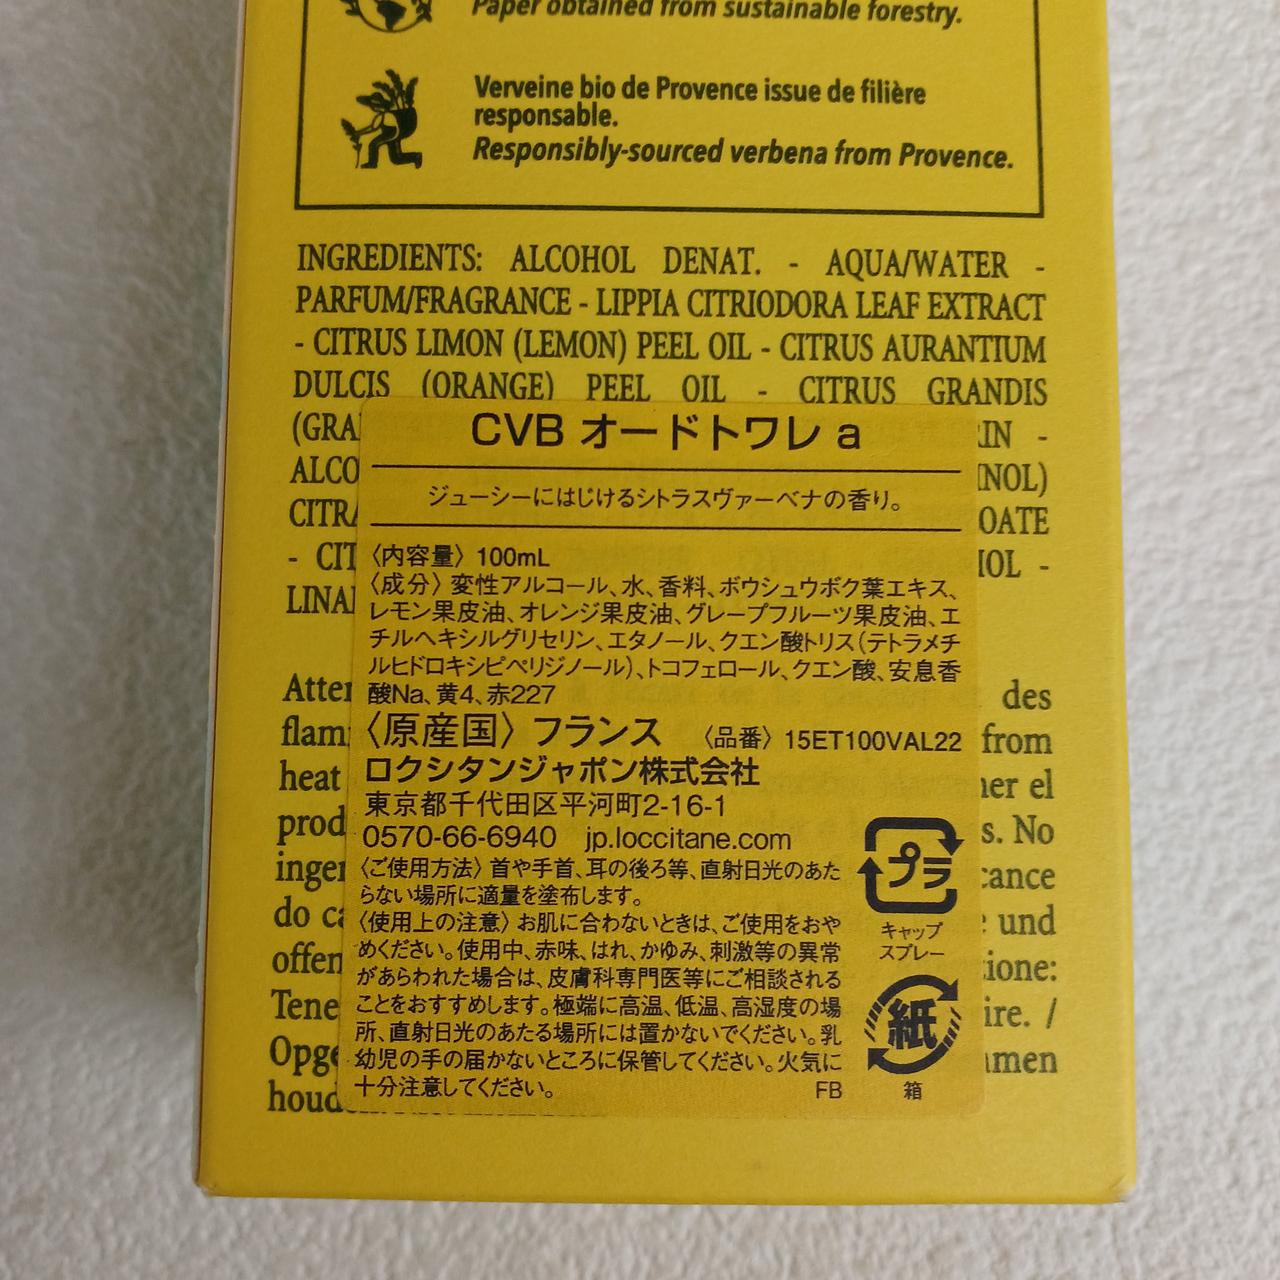 Paper obtained from sustainable forestry.
Verveine bio de Provence issue de filière
responsable.
Responsibly-sourced verbena from Provence.
INGREDIENTS: ALCOHOL DENAT. - AQUA/WATER -
PARFUM/FRAGRANCE - LIPPIA CITRIODORA LEAF EXTRACT
- CITRUS LIMON (LEMON) PEEL OIL - CITRUS AURANTIUM
DULCIS (ORANGE) PEEL OIL - CITRUS GRANDIS
CVB オードトワレ a
ジューシーにはじけるシトラスヴァーベナの香り。
〈内容量〉 100mL
〈成分〉変性アルコール、水、香料、ボウシュウボク葉エキス、
レモン果皮油、オレンジ果皮油、グレープフルーツ果皮油、エ
チルヘキシルグリセリン、エタノール、クエン酸トリス(テトラメチ
ルヒドロキシピペリジノール)、トコフェロール、クエン酸、安息香
酸Na、黄4、赤227
〈原産国〉フランス 〈品番〉15ET100VAL22
ロクシタンジャポン株式会社
東京都千代田区平河町2-16-1
0570-66-6940 jp.loccitane.com
〈ご使用方法〉首や手首、耳の後ろ等、直射日光のあた
らない場所に適量を塗布します。
〈使用上の注意〉お肌に合わないときは、ご使用をおや
めください。使用中、赤味、はれ、かゆみ、刺激等の異常
があらわれた場合は、皮膚科専門医等にご相談される
ことをおすすめします。極端に高温、低温、高湿度の場
所、直射日光のあたる場所には置かないでください。乳
幼児の手の届かないところに保管してください。火気に
十分注意してください。
FB
プラ
キャップ
スプレー
紙
箱
des
from
heat
er el
s. No
und
do